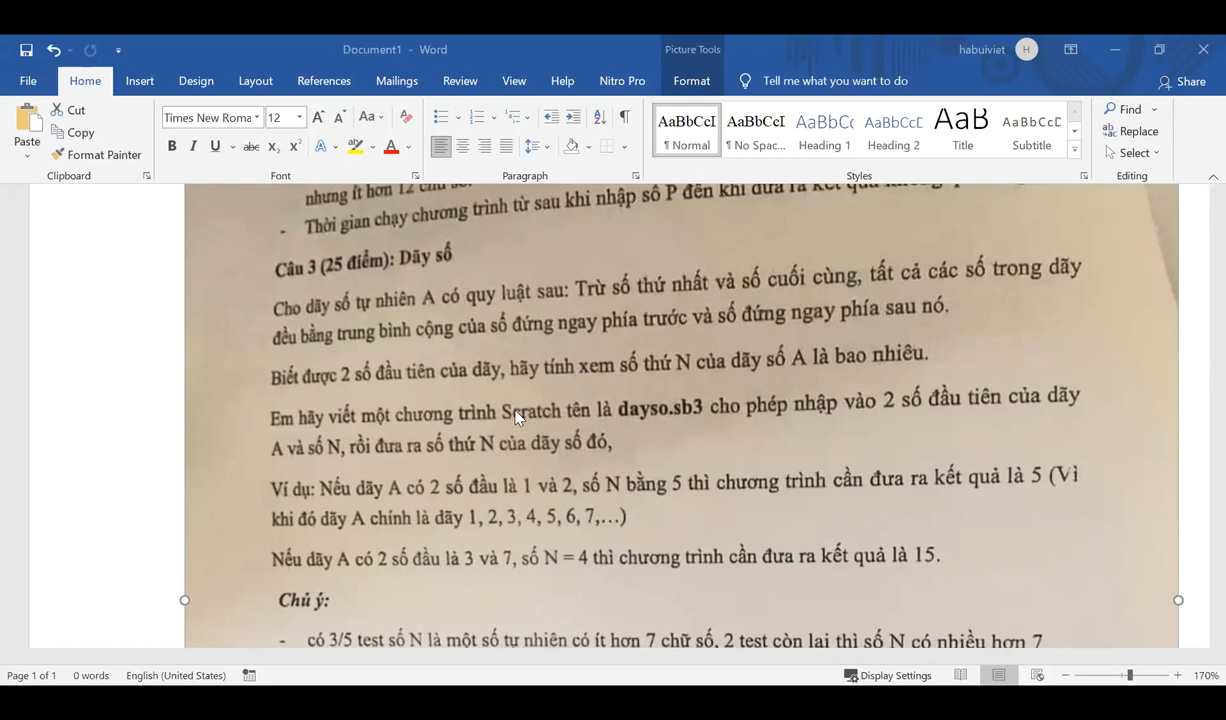 Document1 - Word
Picture Tools
habuiviet
H
File Home Insert Design Layout References Mailings Review View Help Nitro Pro Format Tell me what you want to do Share
Paste
Cut
Copy
Format Painter
Clipboard
Times New Roma 12
Font
Paragraph
AaBbCcI AaBbCcI AaBbCc AaBbCcD AaB AaBbCcD
¶ Normal ¶ No Spac... Heading 1 Heading 2 Title Subtitle
Styles
Find
Replace
Select
Editing
nhưng ít hơn 12 chữ số.
- Thời gian chạy chương trình từ sau khi nhập số P đến khi đưa ra kết quả
Câu 3 (25 điểm): Dãy số
Cho dãy số tự nhiên A có quy luật sau: Trừ số thứ nhất và số cuối cùng, tất cả các số trong dãy
đều bằng trung bình cộng của số đứng ngay phía trước và số đứng ngay phía sau nó.
Biết được 2 số đầu tiên của dãy, hãy tính xem số thứ N của dãy số A là bao nhiêu.
Em hãy viết một chương trình Scratch tên là dayso.sb3 cho phép nhập vào 2 số đầu tiên của dãy
A và số N, rồi đưa ra số thứ N của dãy số đó,
Ví dụ: Nếu dãy A có 2 số đầu là 1 và 2, số N bằng 5 thì chương trình cần đưa ra kết quả là 5 (Vì
khi đó dãy A chính là dãy 1, 2, 3, 4, 5, 6, 7,…)
Nếu dãy A có 2 số đầu là 3 và 7, số N = 4 thì chương trình cần đưa ra kết quả là 15.
Chú ý:
- có 3/5 test số N là một số tự nhiên có ít hơn 7 chữ số, 2 test còn lại thì số N có nhiều hơn 7
Page 1 of 1 0 words English (United States) Display Settings 170%